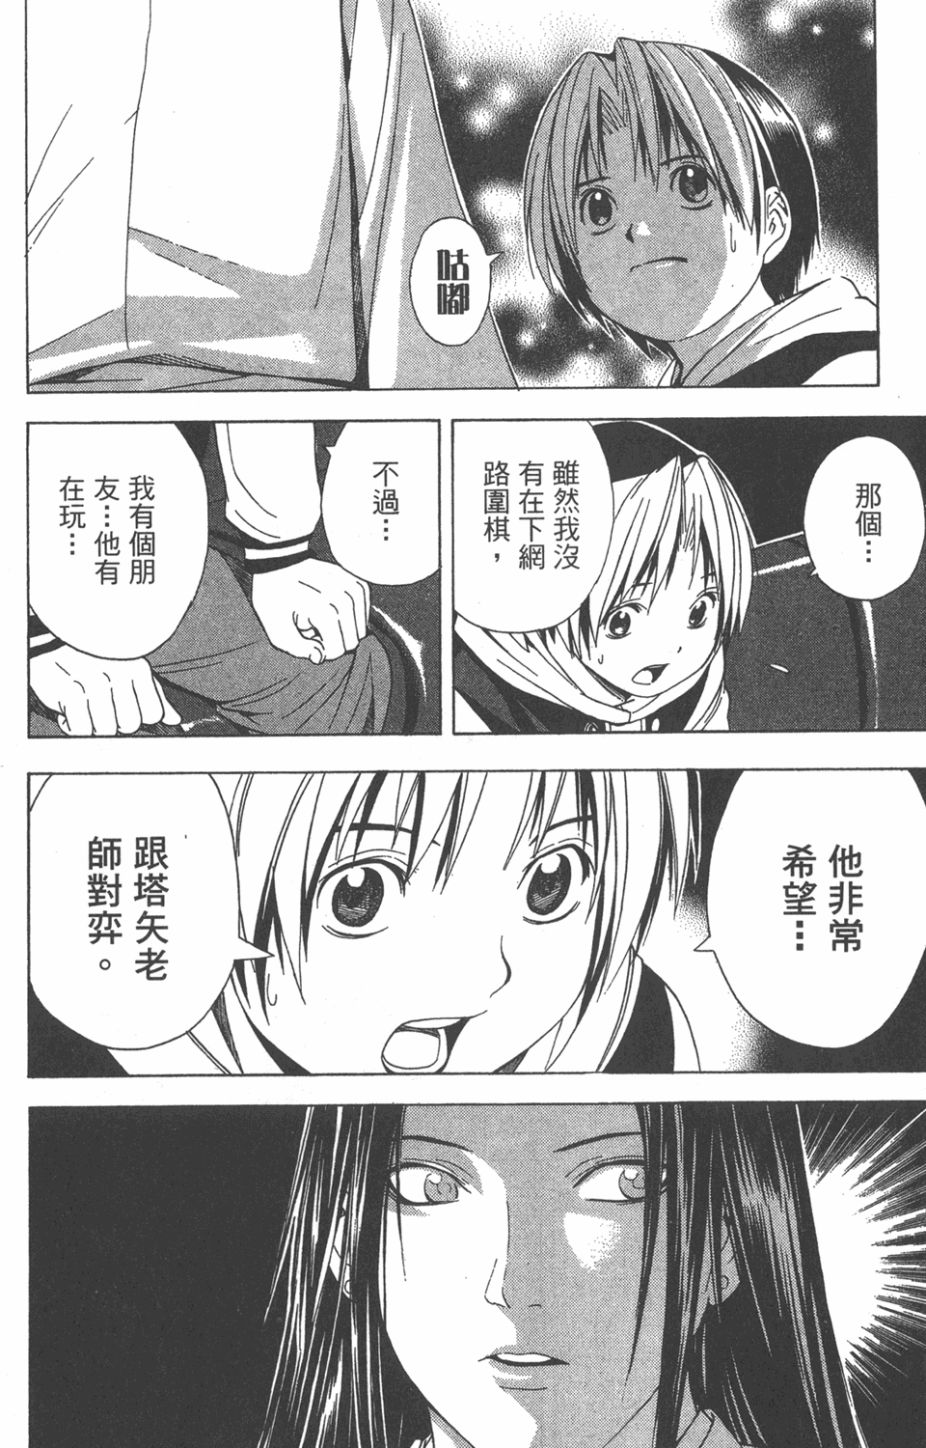 咕嘟
那個…
雖然我沒
有在下網
路圍棋，
不過…
我有個朋
友…他有
在玩…
他非常
希望…
跟塔矢老
師對弈。